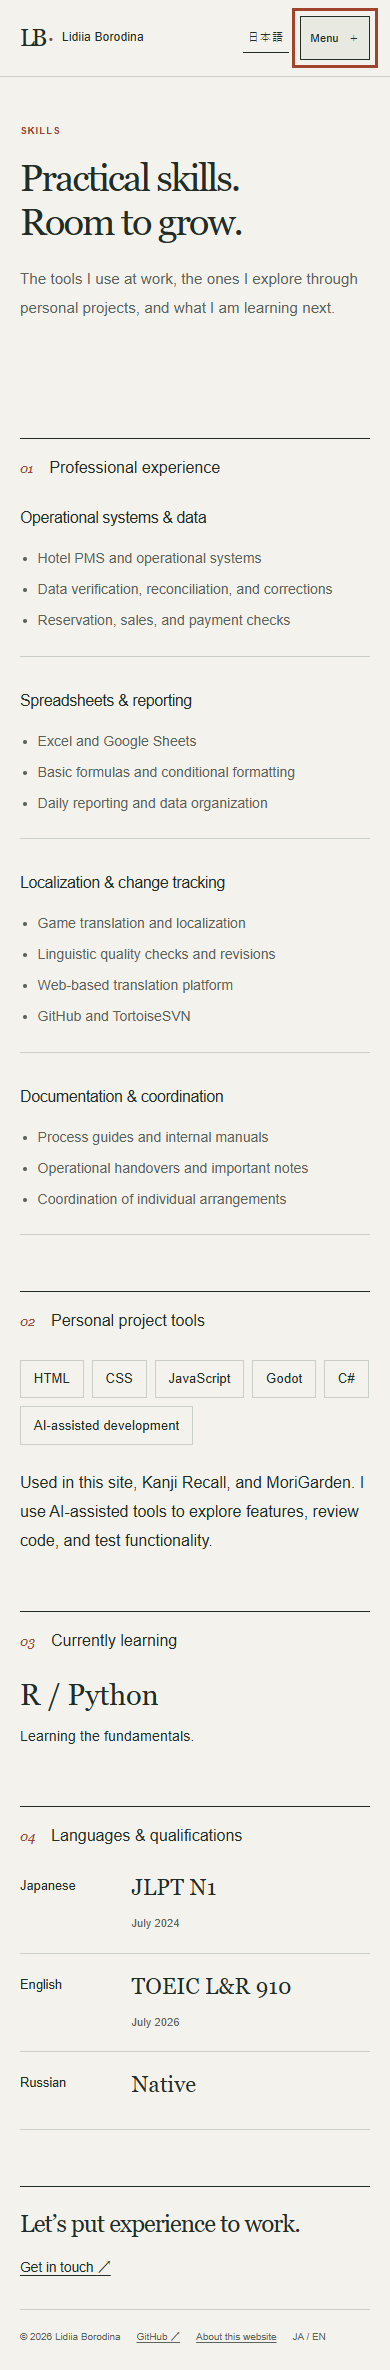 LB· Lidiia Borodina 日本語 Menu +
SKILLS
Practical skills.
Room to grow.
The tools I use at work, the ones I explore through
personal projects, and what I am learning next.
01 Professional experience
Operational systems & data
• Hotel PMS and operational systems
• Data verification, reconciliation, and corrections
• Reservation, sales, and payment checks
Spreadsheets & reporting
• Excel and Google Sheets
• Basic formulas and conditional formatting
• Daily reporting and data organization
Localization & change tracking
• Game translation and localization
• Linguistic quality checks and revisions
• Web-based translation platform
• GitHub and TortoiseSVN
Documentation & coordination
• Process guides and internal manuals
• Operational handovers and important notes
• Coordination of individual arrangements
02 Personal project tools
HTML CSS JavaScript Godot C#
AI-assisted development
Used in this site, Kanji Recall, and MoriGarden. I
use AI-assisted tools to explore features, review
code, and test functionality.
03 Currently learning
R / Python
Learning the fundamentals.
04 Languages & qualifications
Japanese JLPT N1
July 2024
English TOEIC L&R 910
July 2026
Russian Native
Let’s put experience to work.
Get in touch ↗
© 2026 Lidiia Borodina GitHub ↗ About this website JA / EN